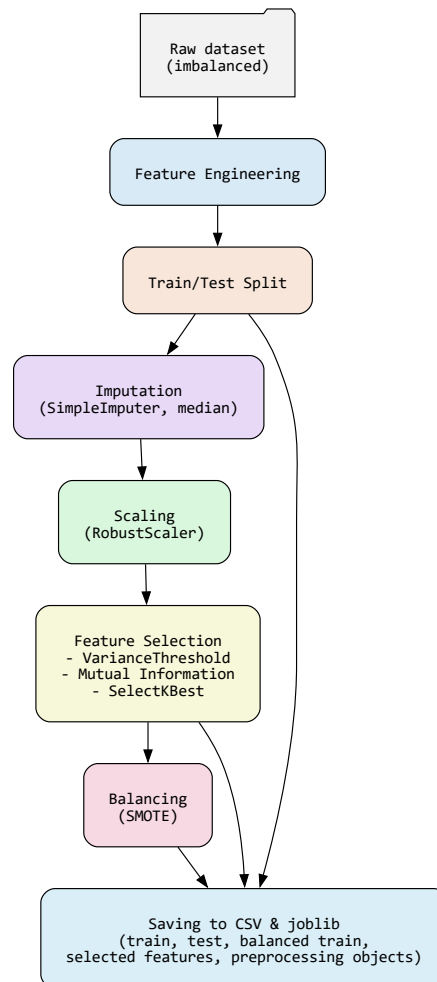 Raw dataset
(imbalanced)
Feature Engineering
Train/Test Split
Imputation
(SimpleImputer, median)
Scaling
(RobustScaler)
Feature Selection
- VarianceThreshold
- Mutual Information
- SelectKBest
Balancing
(SMOTE)
Saving to CSV & joblib
(train, test, balanced train,
selected features, preprocessing objects)